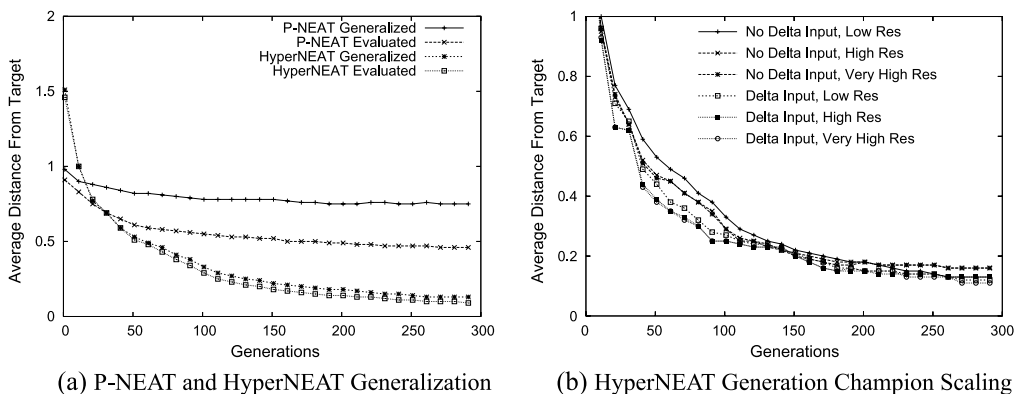 P-NEAT Generalized
P-NEAT Evaluated
HyperNEAT Generalized
HyperNEAT Evaluated
2
1.5
1
0.5
0
Average Distance From Target
0 50 100 150 200 250 300
Generations
(a) P-NEAT and HyperNEAT Generalization
No Delta Input, Low Res
No Delta Input, High Res
No Delta Input, Very High Res
Delta Input, Low Res
Delta Input, High Res
Delta Input, Very High Res
1
0.8
0.6
0.4
0.2
0
Average Distance From Target
0 50 100 150 200 250 300
Generations
(b) HyperNEAT Generation Champion Scaling